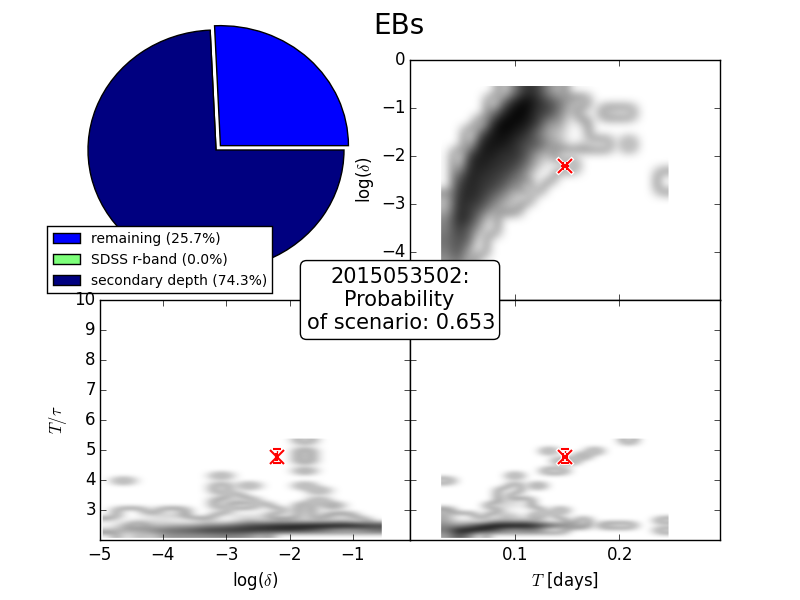 EBs
0
−1
−2
−3
−4
log(δ)
remaining (25.7%)
SDSS r-band (0.0%)
secondary depth (74.3%)
2015053502:
Probability
of scenario: 0.653
10
9
8
7
6
5
4
3
T/τ
−5 −4 −3 −2 −1
log(δ)
0.1 0.2
T [days]